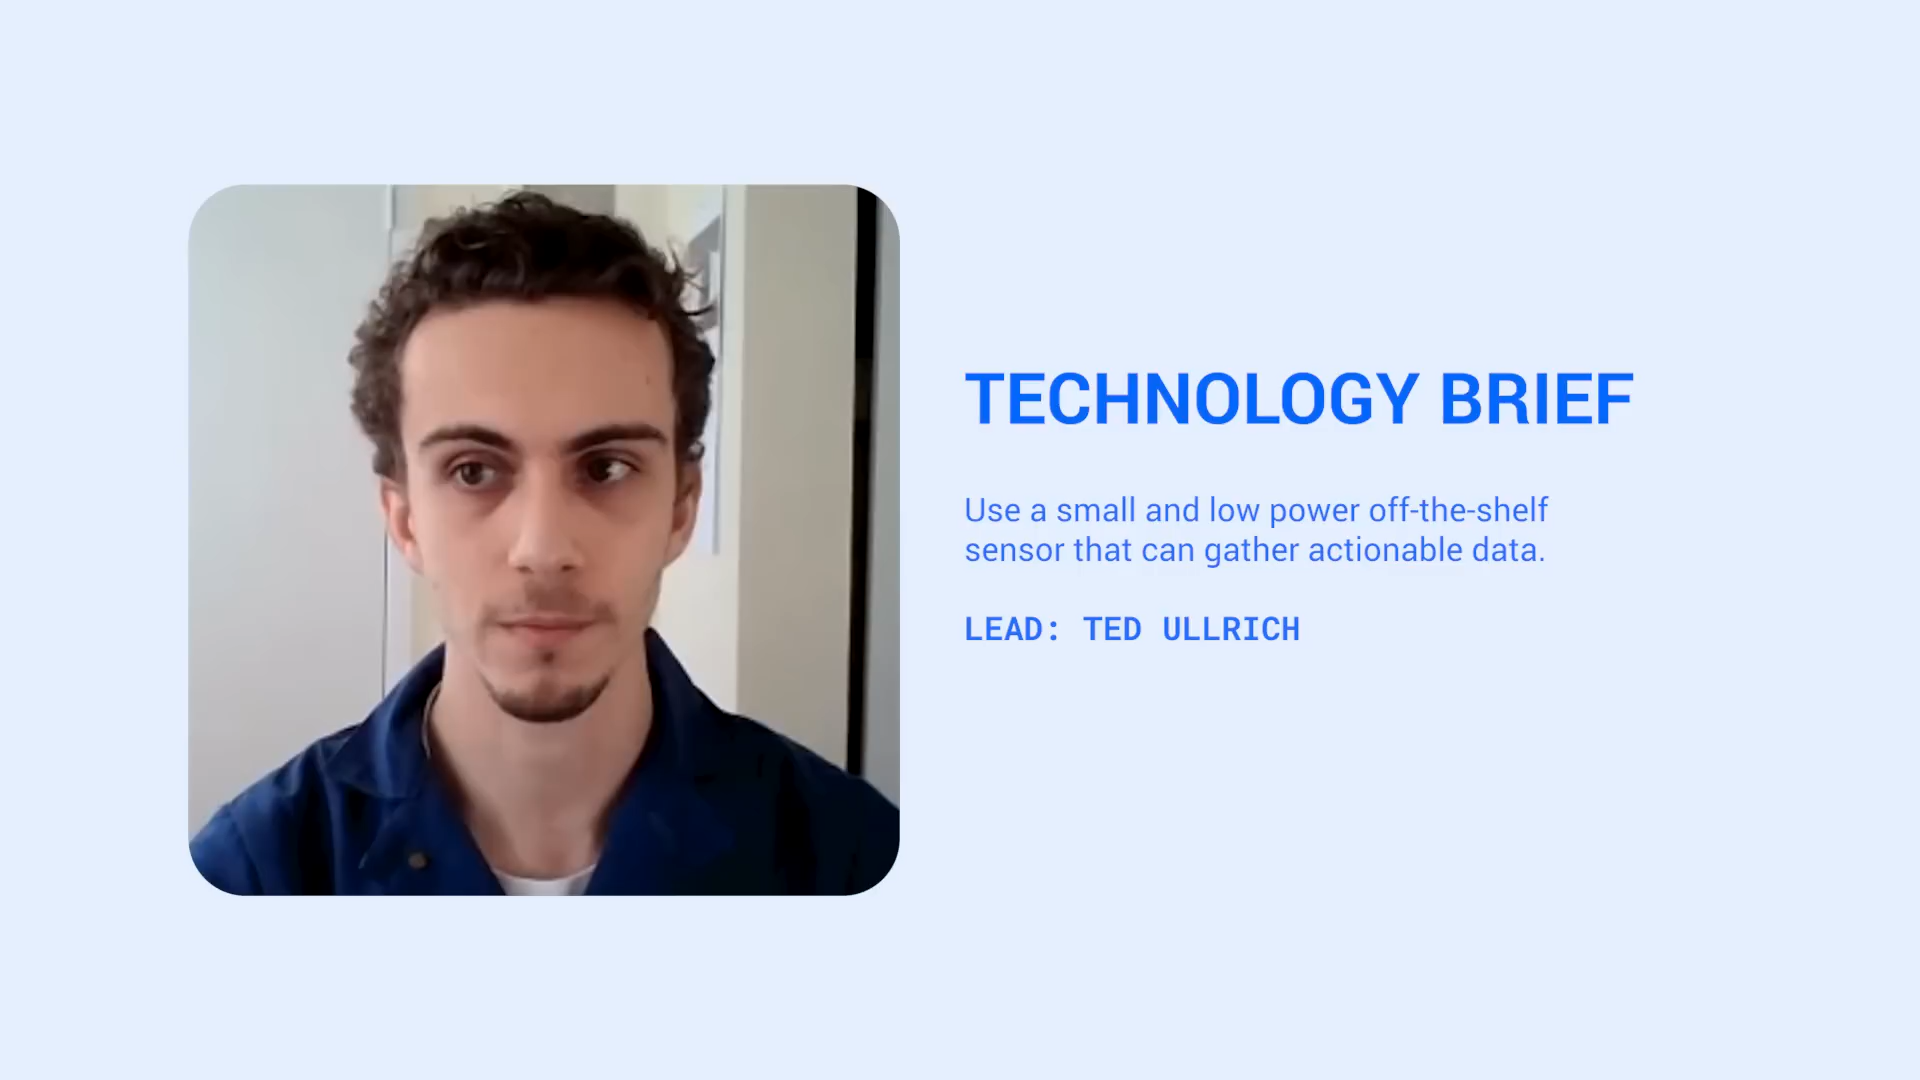 TECHNOLOGY BRIEF
Use a small and low power off-the-shelf
sensor that can gather actionable data.
LEAD: TED ULLRICH